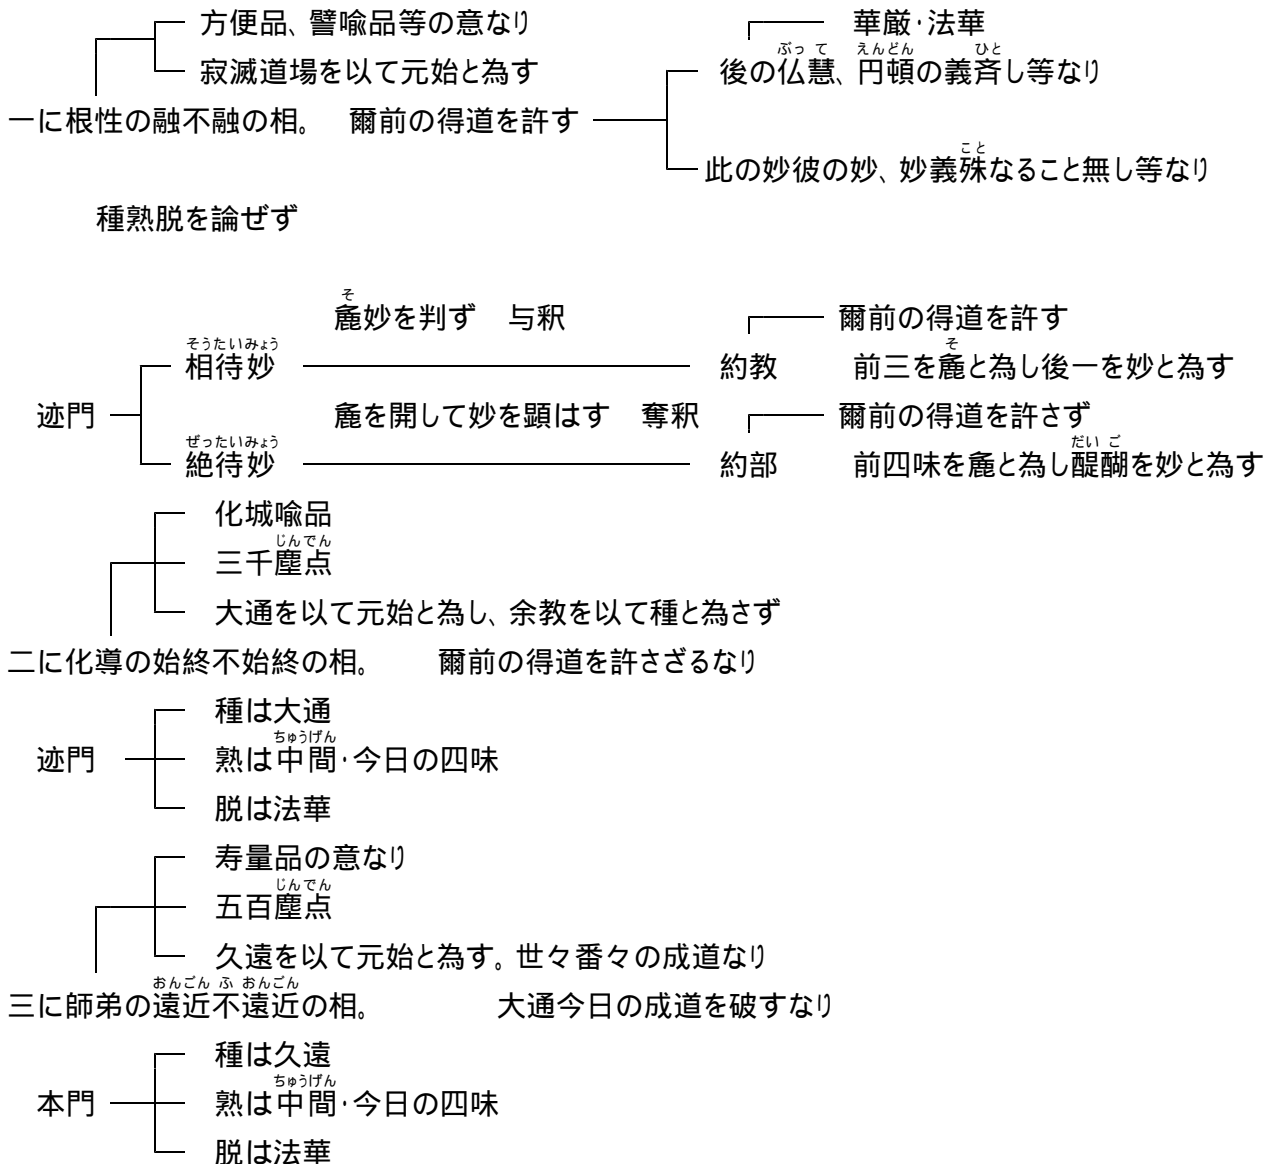 方便品、譬喩品等の意なり　華厳・法華
寂滅道場を以て元始と為す　後の仏慧、円頓の義斉し等なり
一に根性の融不融の相。　爾前の得道を許す
此の妙彼の妙、妙義殊なること無し等なり
種熟脱を論ぜず
麁妙を判ず　与釈　爾前の得道を許す
相待妙　約教　前三を麁と為し後一を妙と為す
迹門　麁を開して妙を顕はす　奪釈　爾前の得道を許さず
絶待妙　約部　前四味を麁と為し醍醐を妙と為す
化城喩品
三千塵点
大通を以て元始と為し、余教を以て種と為さず
二に化導の始終不始終の相。　爾前の得道を許さざるなり
種は大通
迹門　熟は中間・今日の四味
脱は法華
寿量品の意なり
五百塵点
久遠を以て元始と為す。世々番々の成道なり
三に師弟の遠近不遠近の相。　大通今日の成道を破すなり
種は久遠
本門　熟は中間・今日の四味
脱は法華